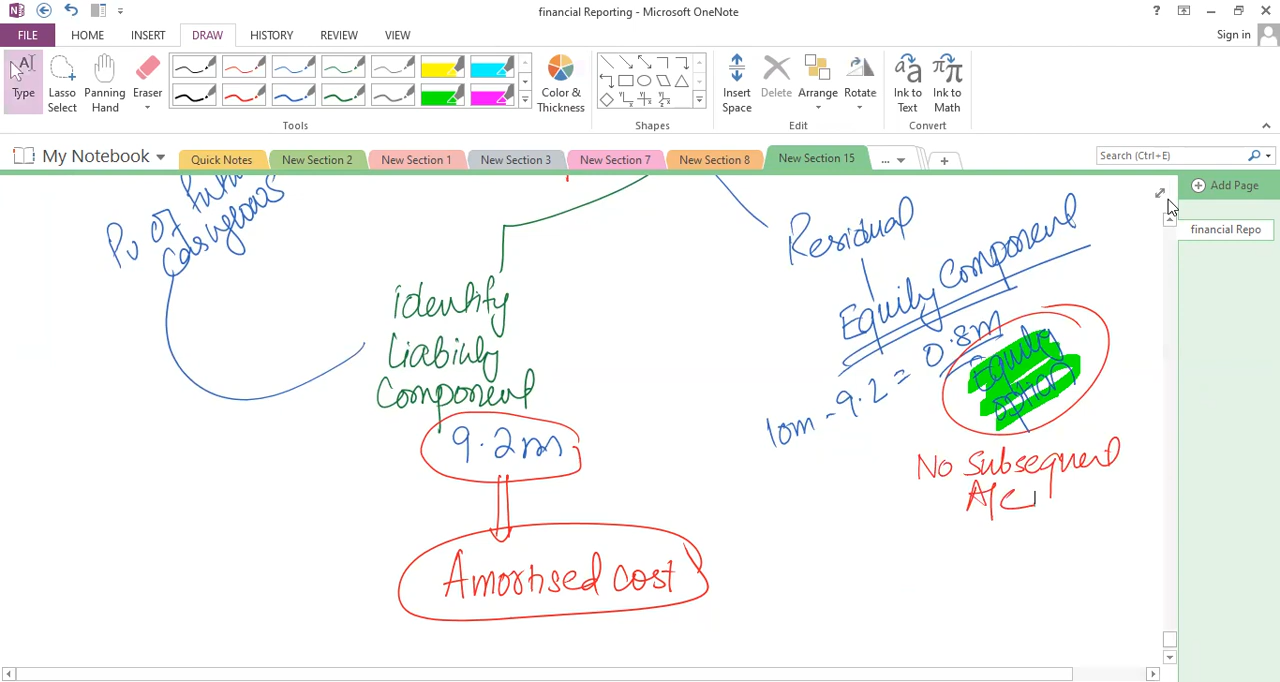 financial Reporting - Microsoft OneNote
?
Sign in
FILE
HOME
INSERT
DRAW
HISTORY
REVIEW
VIEW
Type
Lasso
Select
Panning
Hand
Eraser
Color &
Thickness
Insert
Space
Delete
Arrange
Rotate
Ink to
Text
Ink to
Math
Tools
Shapes
Edit
Convert
My Notebook
Quick Notes
New Section 2
New Section 1
New Section 3
New Section 7
New Section 8
New Section 15
...
Search (Ctrl+E)
Add Page
financial Repo
Pv of
cashflows
Identify
Liability
Component
9.2m
Amortised cost
Residual
Equity Component
10m - 9.2 = 0.8m
Equity
option
No Subsequent
A/C